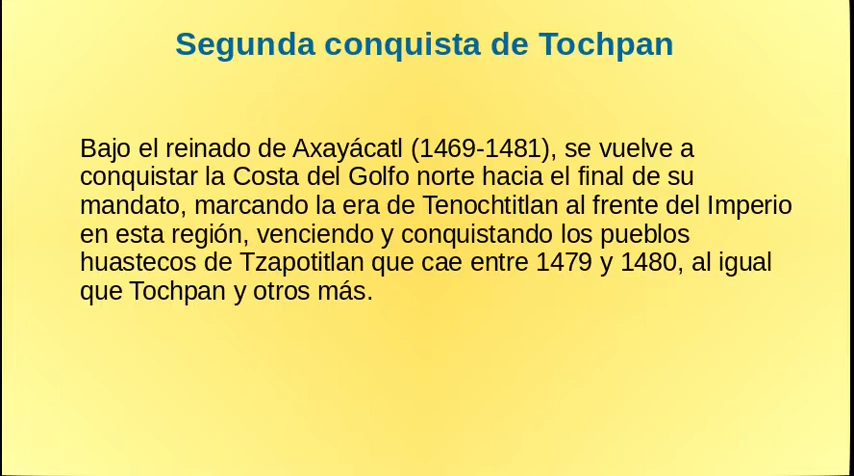 Segunda conquista de Tochpan
Bajo el reinado de Axayácatl (1469-1481), se vuelve a
conquistar la Costa del Golfo norte hacia el final de su
mandato, marcando la era de Tenochtitlan al frente del Imperio
en esta región, venciendo y conquistando los pueblos
huastecos de Tzapotitlan que cae entre 1479 y 1480, al igual
que Tochpan y otros más.